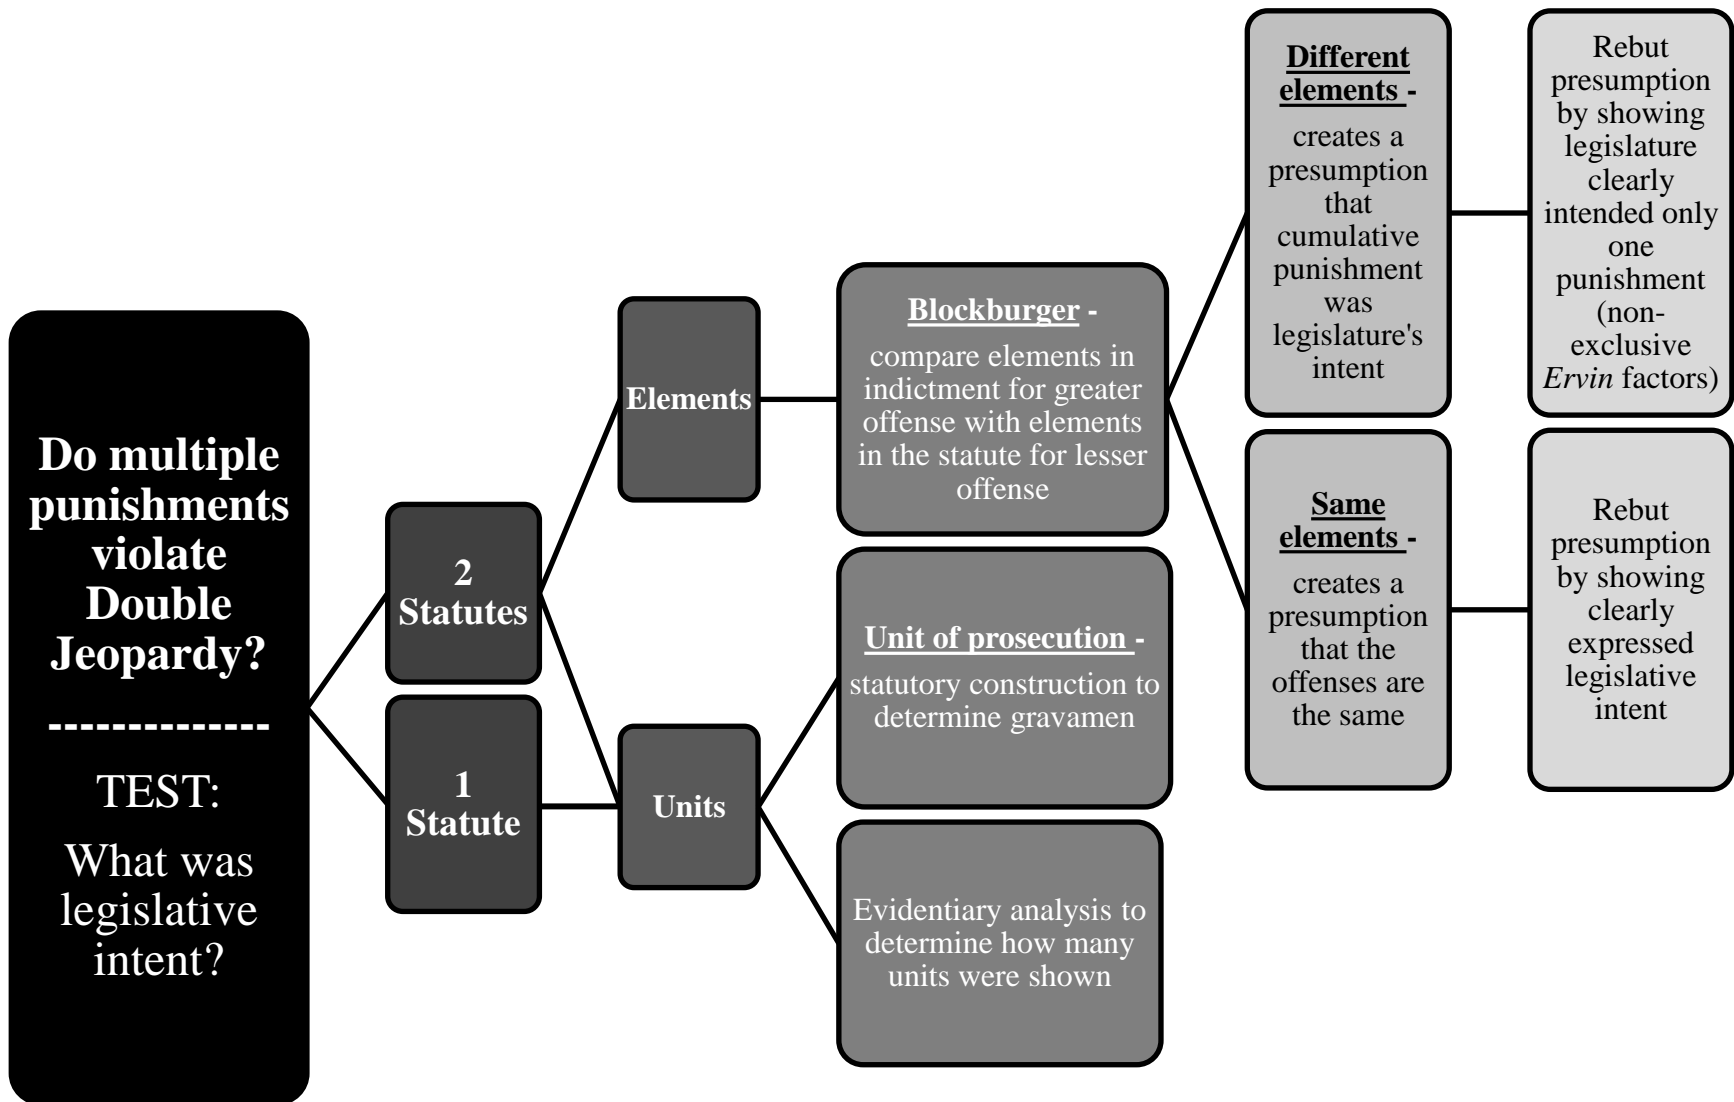 Do multiple
punishments
violate
Double
Jeopardy?
--------------
TEST:
What was
legislative
intent?
2
Statutes
1
Statute
Elements
Units
Blockburger -
compare elements in
indictment for greater
offense with elements
in the statute for lesser
offense
Unit of prosecution -
statutory construction to
determine gravamen
Evidentiary analysis to
determine how many
units were shown
Different
elements -
creates a
presumption
that
cumulative
punishment
was
legislature's
intent
Same
elements -
creates a
presumption
that the
offenses are
the same
Rebut
presumption
by showing
legislature
clearly
intended only
one
punishment
(non-
exclusive
Ervin factors)
Rebut
presumption
by showing
clearly
expressed
legislative
intent